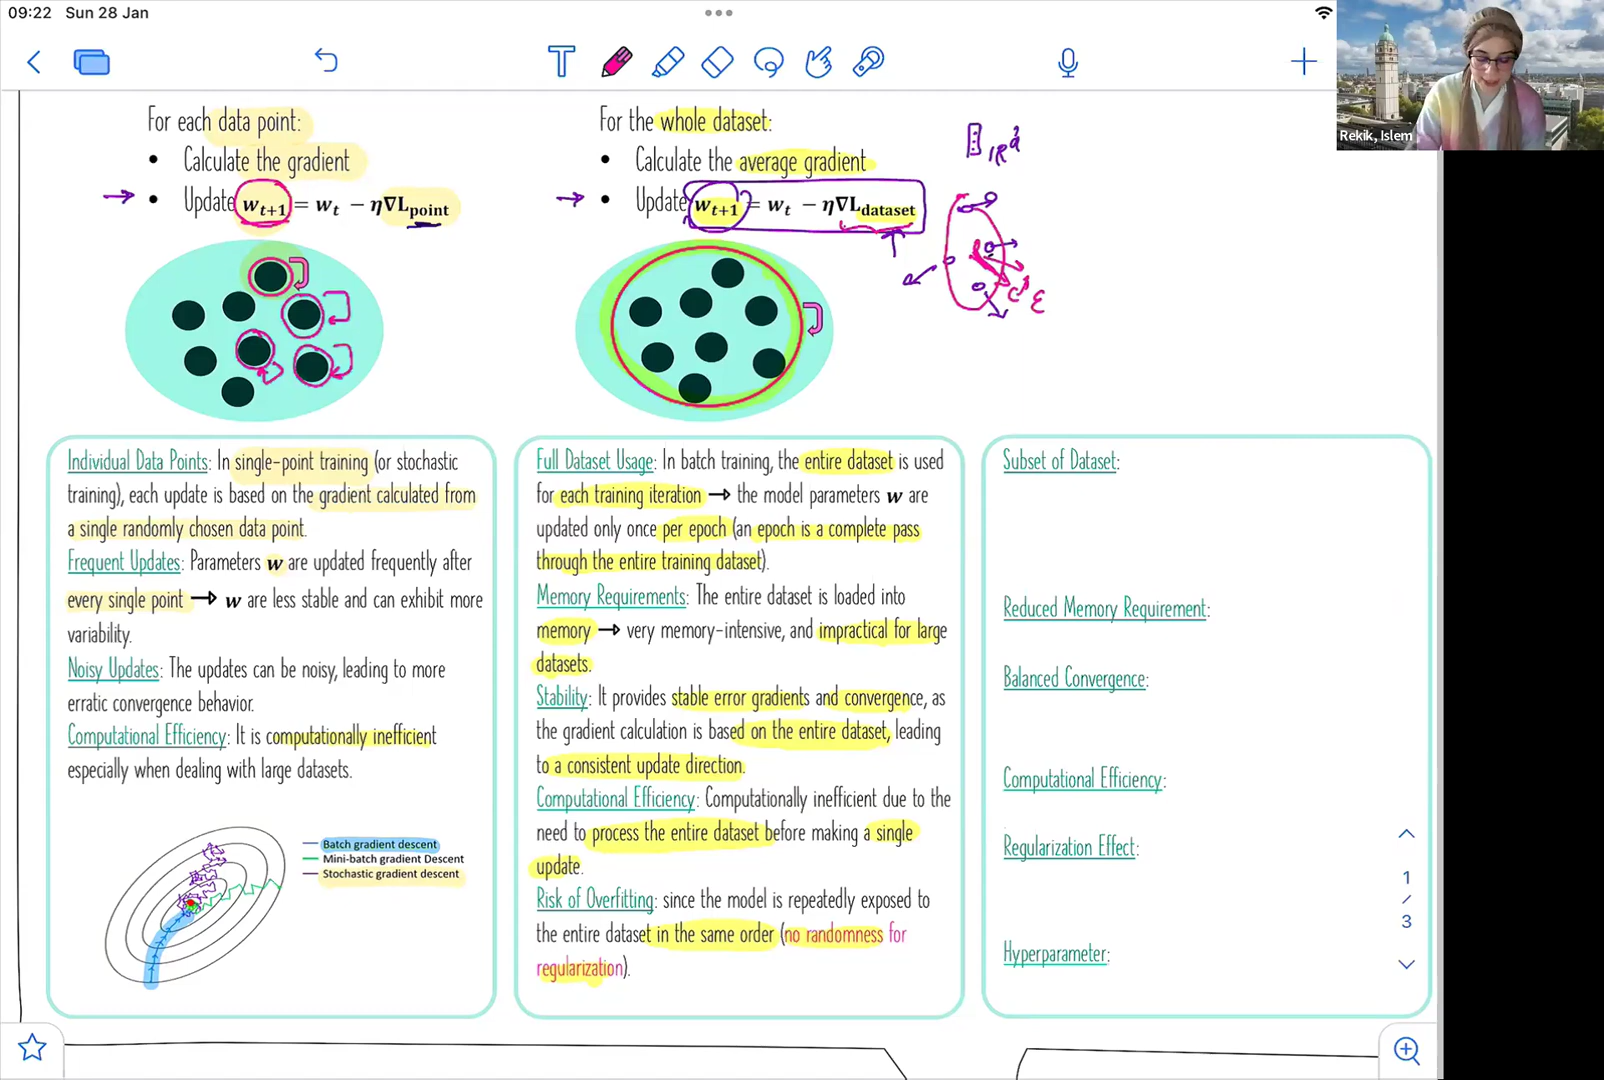 09:22 Sun 28 Jan
Rekik, Islem
For each data point:
• Calculate the gradient
• Update w_{t+1} = w_t − η∇L_{point}
For the whole dataset:
• Calculate the average gradient
• Update w_{t+1} = w_t − η∇L_{dataset}
Individual Data Points: In single-point training (or stochastic
training), each update is based on the gradient calculated from
a single randomly chosen data point.
Frequent Updates: Parameters w are updated frequently after
every single point → w are less stable and can exhibit more
variability.
Noisy Updates: The updates can be noisy, leading to more
erratic convergence behavior.
Computational Efficiency: It is computationally inefficient
especially when dealing with large datasets.
Batch gradient descent
Mini-batch gradient Descent
Stochastic gradient descent
Full Dataset Usage: In batch training, the entire dataset is used
for each training iteration → the model parameters w are
updated only once per epoch (an epoch is a complete pass
through the entire training dataset).
Memory Requirements: The entire dataset is loaded into
memory → very memory-intensive, and impractical for large
datasets.
Stability: It provides stable error gradients and convergence, as
the gradient calculation is based on the entire dataset, leading
to a consistent update direction.
Computational Efficiency: Computationally inefficient due to the
need to process the entire dataset before making a single
update.
Risk of Overfitting: since the model is repeatedly exposed to
the entire dataset in the same order (no randomness for
regularization).
Subset of Dataset:
Reduced Memory Requirement:
Balanced Convergence:
Computational Efficiency:
Regularization Effect:
Hyperparameter:
1
/
3